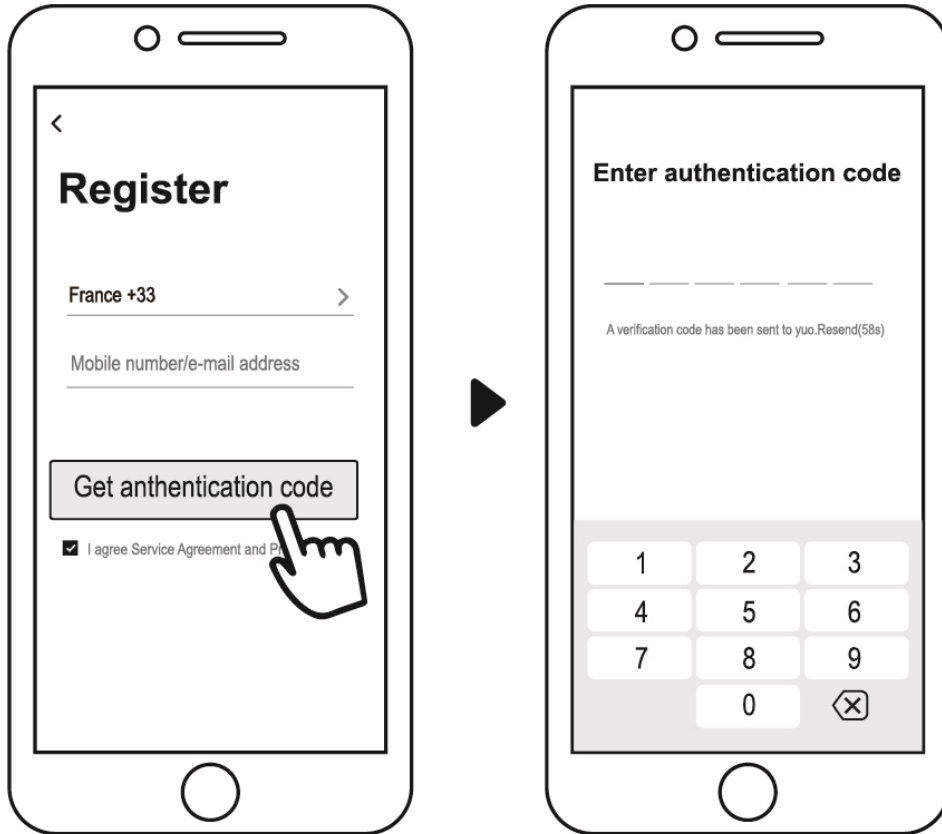 Register
France +33
Mobile number/e-mail address
Get anthentication code
I agree Service Agreement and
Enter authentication code
A verification code has been sent to yuo.Resend(58s)
1 2 3
4 5 6
7 8 9
0